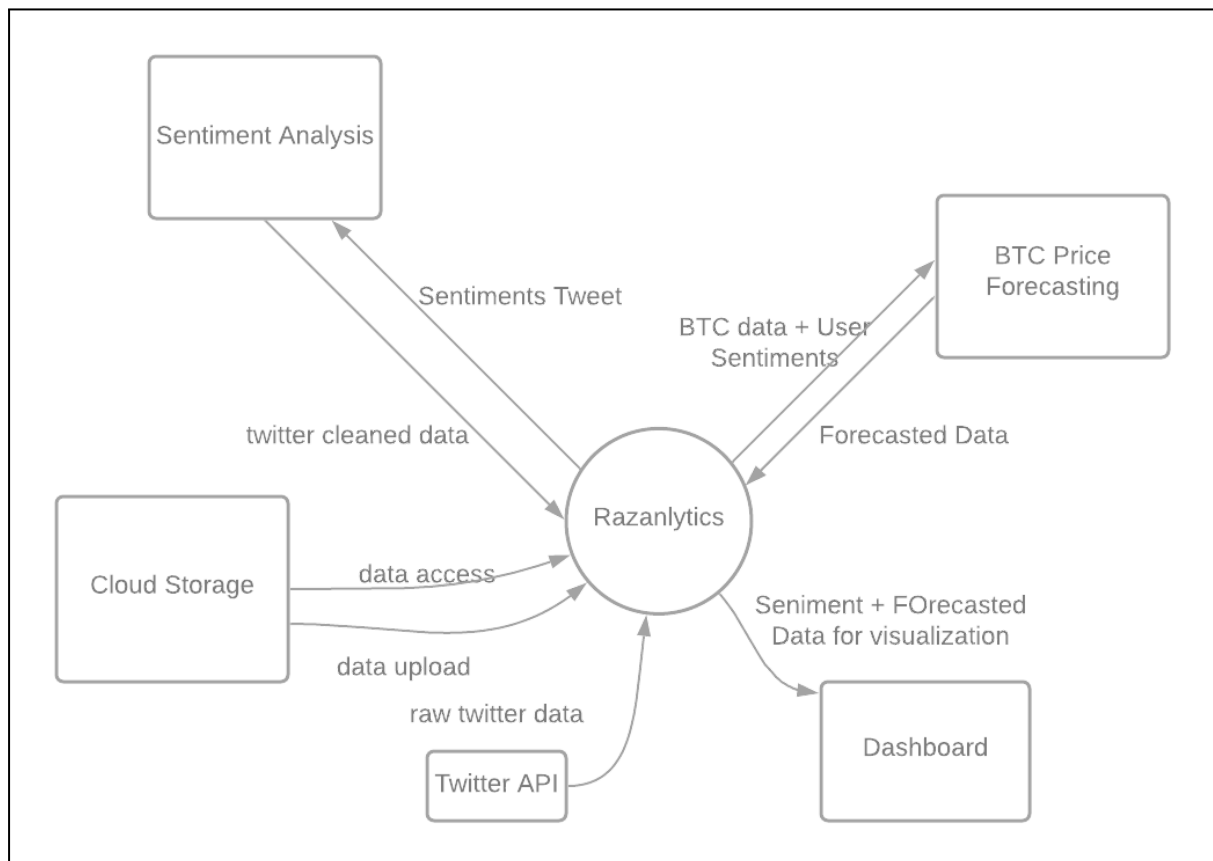 Sentiment Analysis
BTC Price
Forecasting
Sentiments Tweet
BTC data + User
Sentiments
twitter cleaned data
Forecasted Data
Razanlytics
Cloud Storage
data access
Seniment + FOrecasted
Data for visualization
data upload
raw twitter data
Dashboard
Twitter API